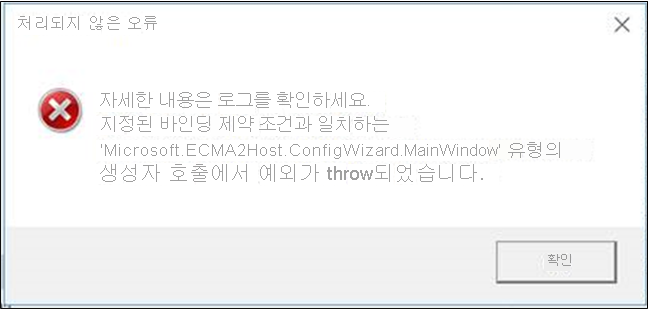 처리되지 않은 오류
자세한 내용은 로그를 확인하세요.
지정된 바인딩 제약 조건과 일치하는
'Microsoft.ECMA2Host.ConfigWizard.MainWindow' 유형의
생성자 호출에서 예외가 throw되었습니다.
확인